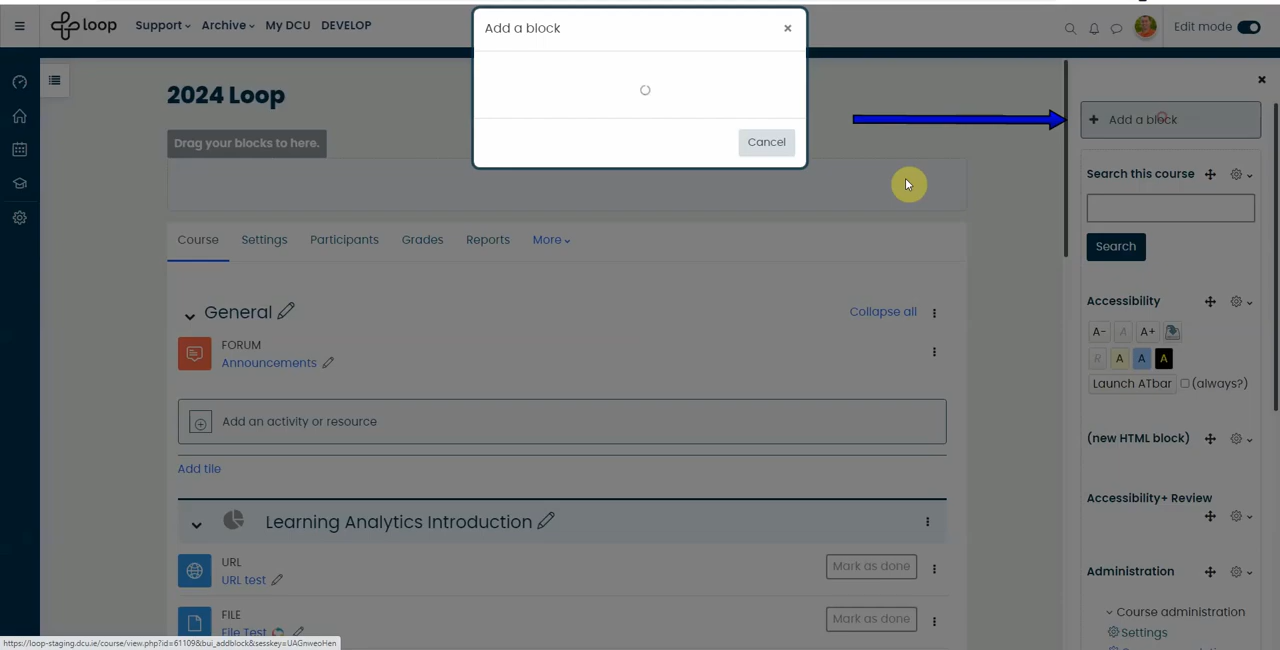 loop
Support
Archive
My DCU
DEVELOP
Edit mode
Add a block
×
Cancel
2024 Loop
Drag your blocks to here.
Course
Settings
Participants
Grades
Reports
More
General
Collapse all
FORUM
Announcements
Add an activity or resource
Add tile
Learning Analytics Introduction
URL
URL test
Mark as done
FILE
File Test
Mark as done
+ Add a block
Search this course
Search
Accessibility
A- A A+
R A A A
Launch ATbar (always?)
(new HTML block)
Accessibility+ Review
Administration
Course administration
Settings
https://loop-staging.dcu.ie/course/view.php?id=61109&bui_addblock&sesskey=UAGnweoHen